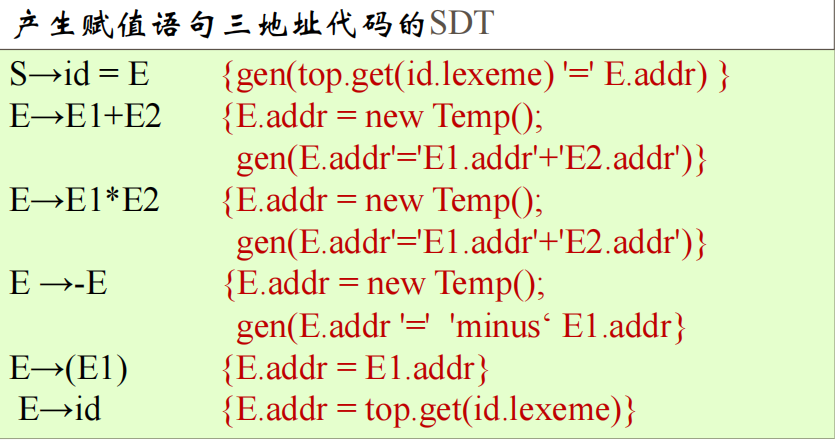 产生赋值语句三地址代码的SDT
S→id = E {gen(top.get(id.lexeme) '=' E.addr) }
E→E1+E2 {E.addr = new Temp();
gen(E.addr'='E1.addr'+'E2.addr')}
E→E1*E2 {E.addr = new Temp();
gen(E.addr'='E1.addr'+'E2.addr')}
E →-E {E.addr = new Temp();
gen(E.addr '=' 'minus‘ E1.addr}
E→(E1) {E.addr = E1.addr}
E→id {E.addr = top.get(id.lexeme)}